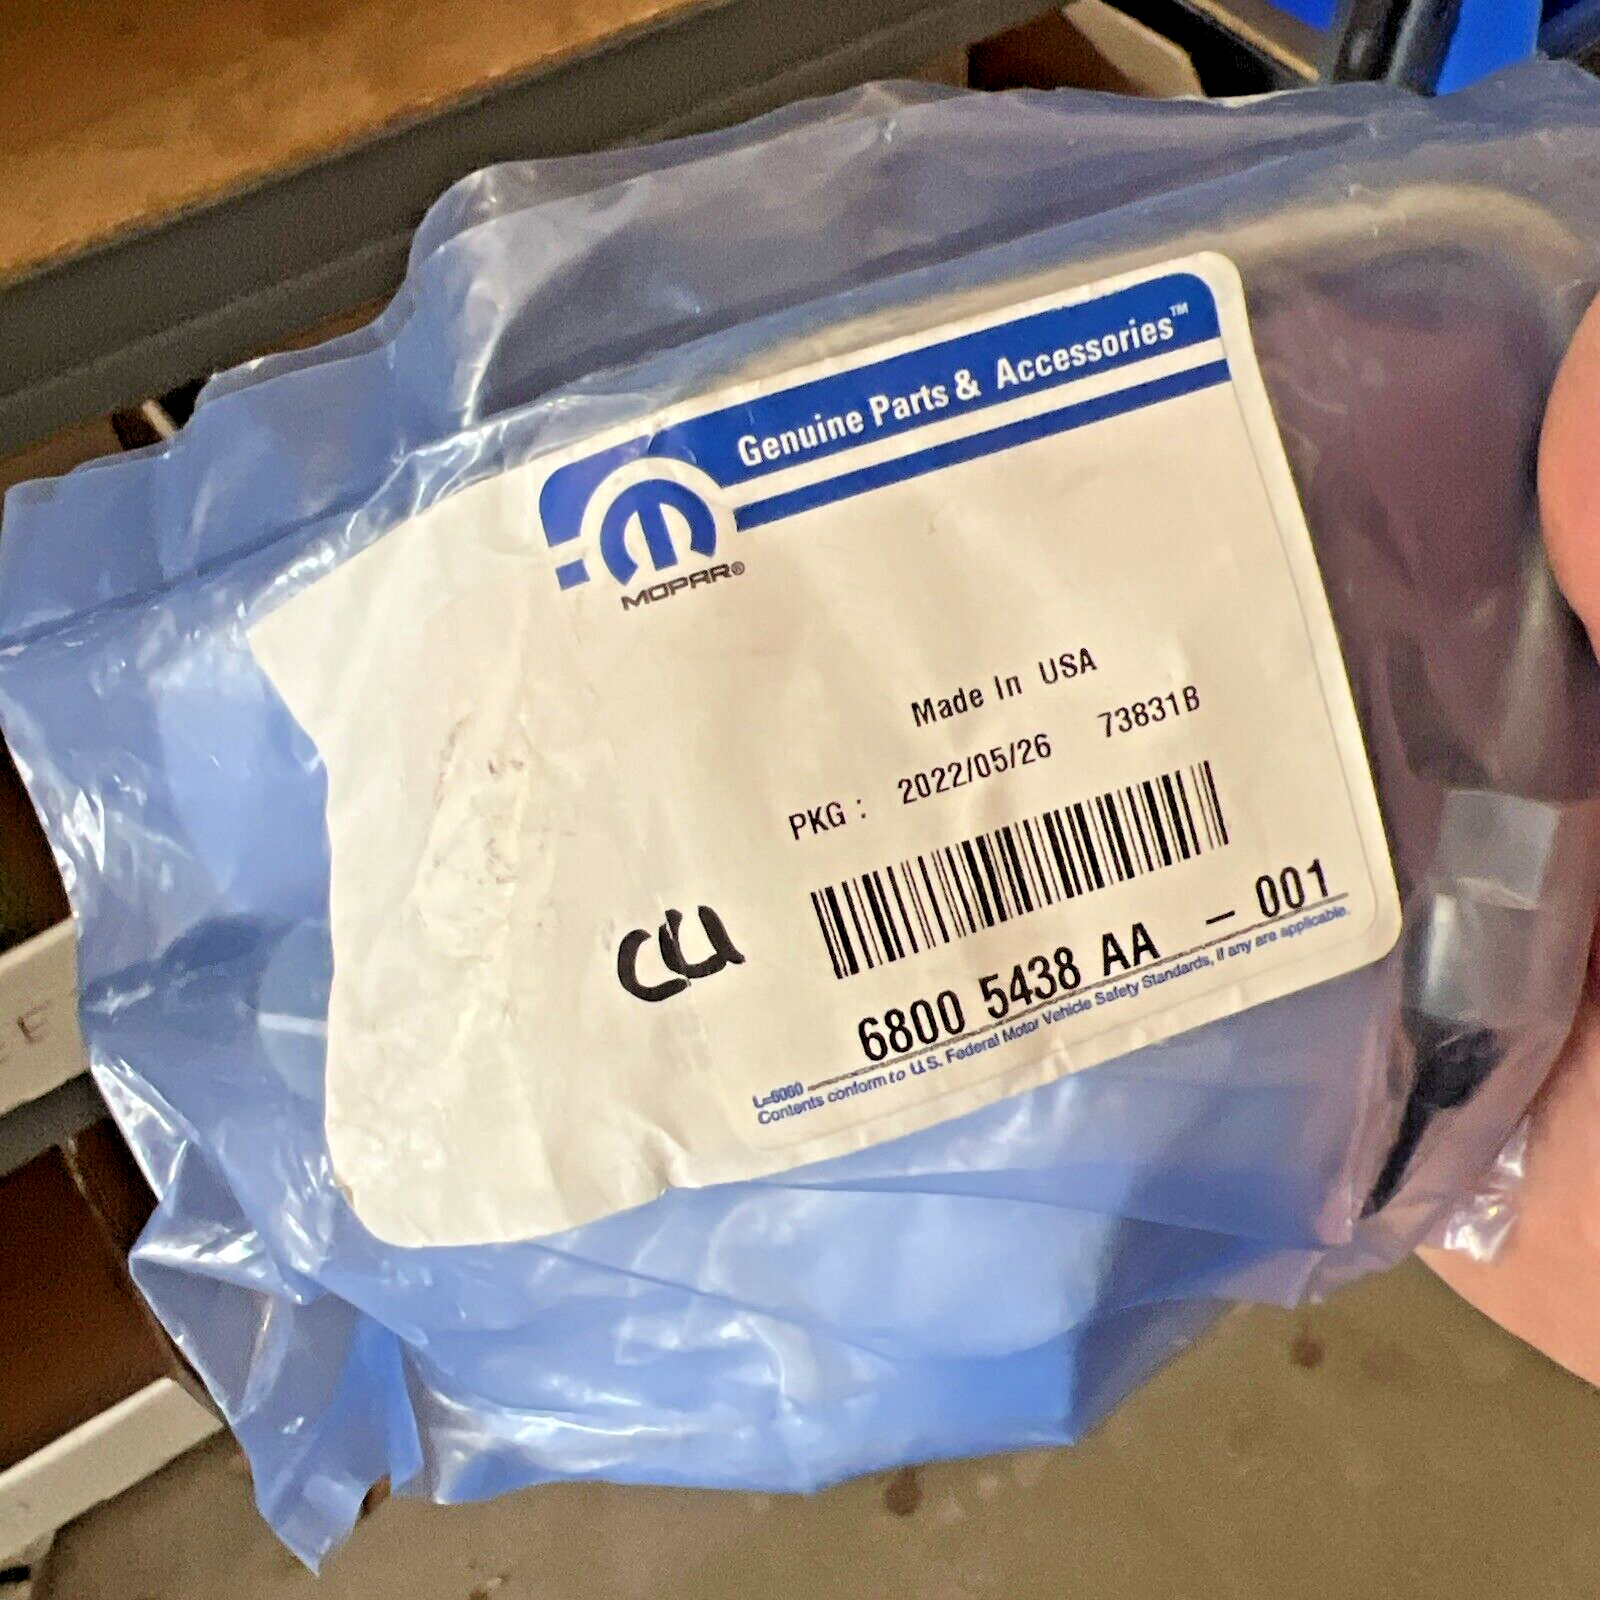 Genuine Parts & Accessories™
MOPAR®
Made In USA
PKG : 2022/05/26 73831B
CU
6800 5438 AA - 001
L=6060
Contents conform to U.S. Federal Motor Vehicle Safety Standards, if any are applicable.